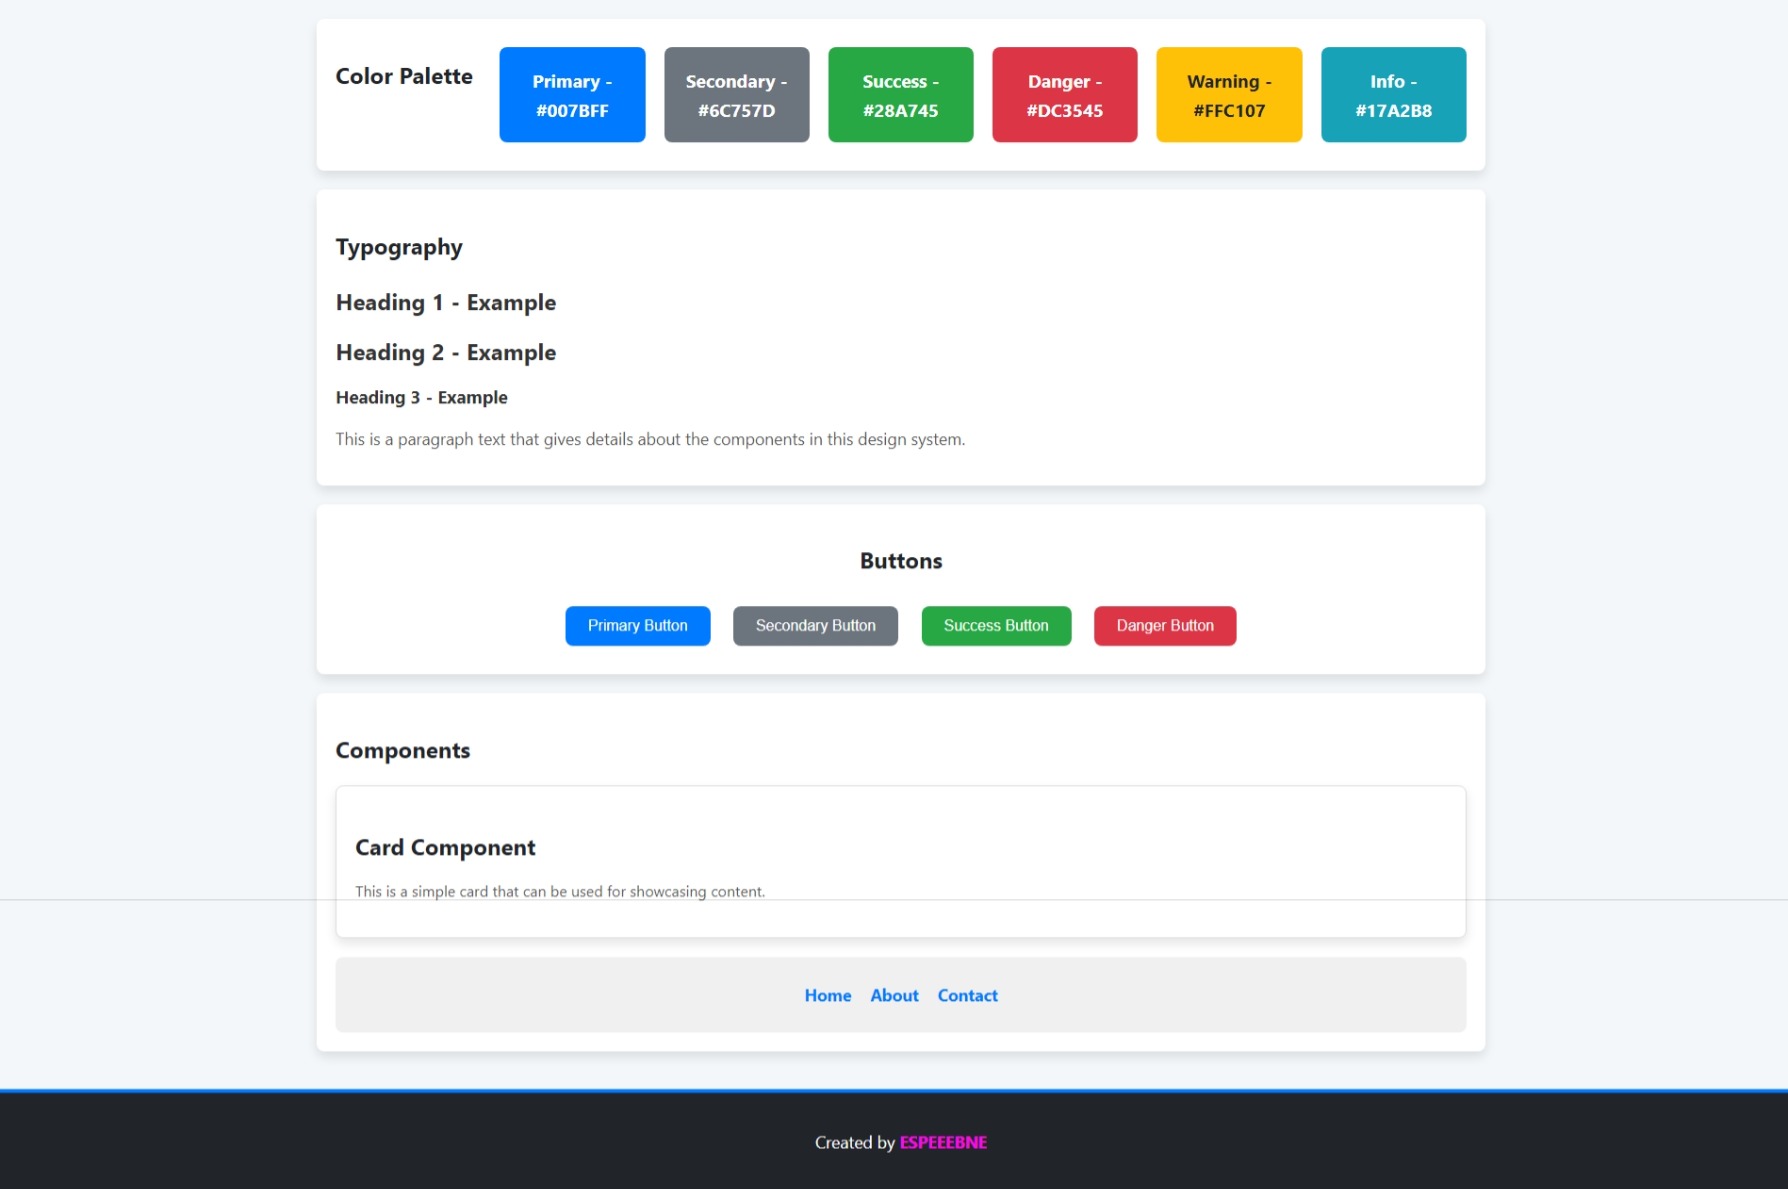 Color Palette
Primary -
#007BFF
Secondary -
#6C757D
Success -
#28A745
Danger -
#DC3545
Warning -
#FFC107
Info -
#17A2B8
Typography
Heading 1 - Example
Heading 2 - Example
Heading 3 - Example
This is a paragraph text that gives details about the components in this design system.
Buttons
Primary Button
Secondary Button
Success Button
Danger Button
Components
Card Component
This is a simple card that can be used for showcasing content.
Home About Contact
Created by ESPEEEBNE